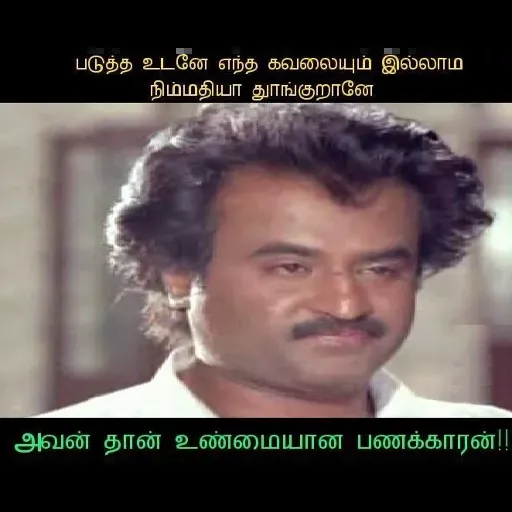 படுத்த உடனே எந்த கவலையும் இல்லாம
நிம்மதியா தூங்குறானே
அவன் தான் உண்மையான பணக்காரன்!!